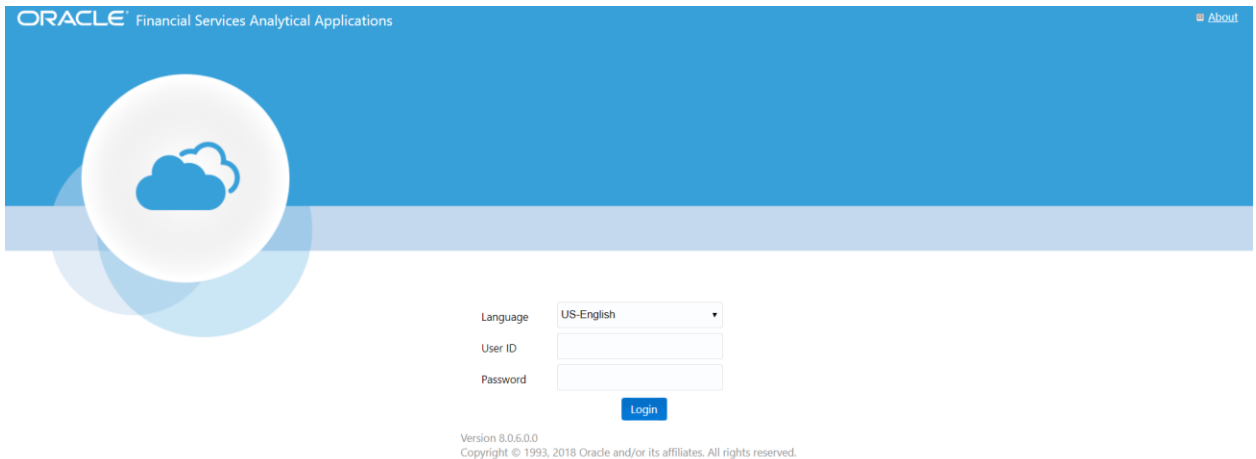 ORACLE® Financial Services Analytical Applications
About
Language US-English
User ID
Password
Login
Version 8.0.6.0.0
Copyright © 1993, 2018 Oracle and/or its affiliates. All rights reserved.